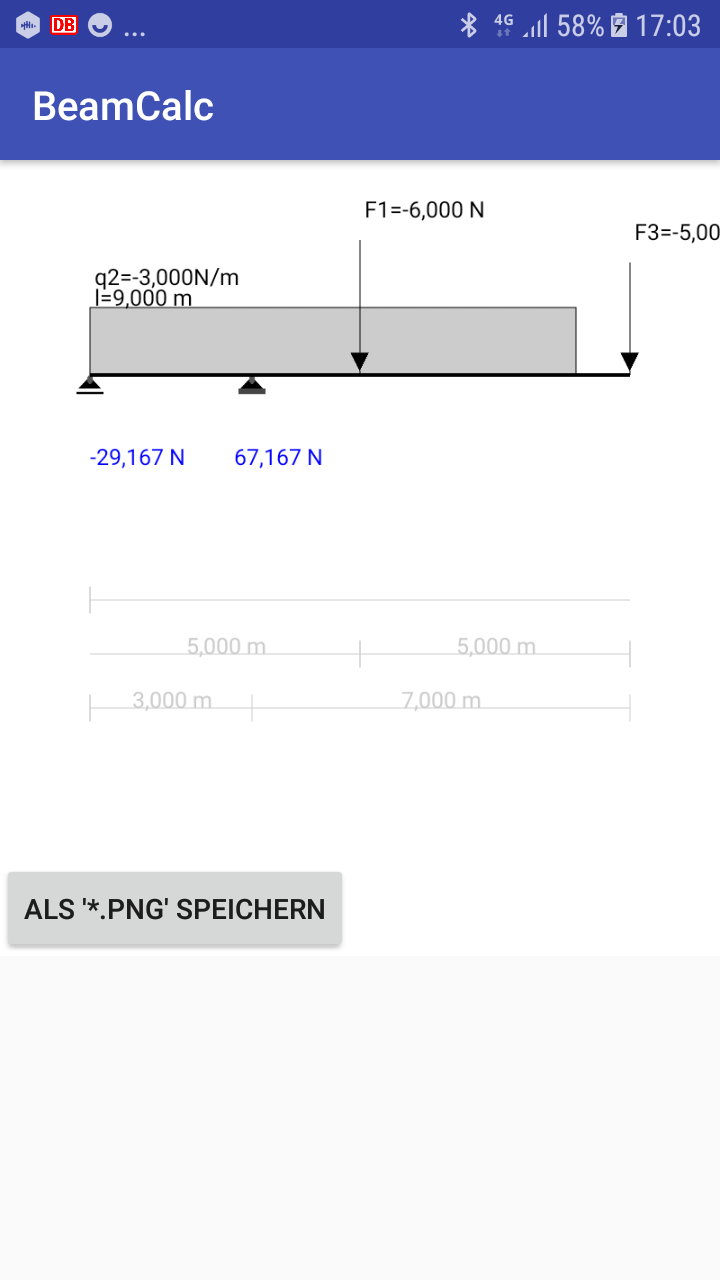 DB ... 4G 58% 17:03
BeamCalc
F1=-6,000 N
F3=-5,00
q2=-3,000N/m
l=9,000 m
-29,167 N 67,167 N
5,000 m 5,000 m
3,000 m 7,000 m
ALS '*.PNG' SPEICHERN